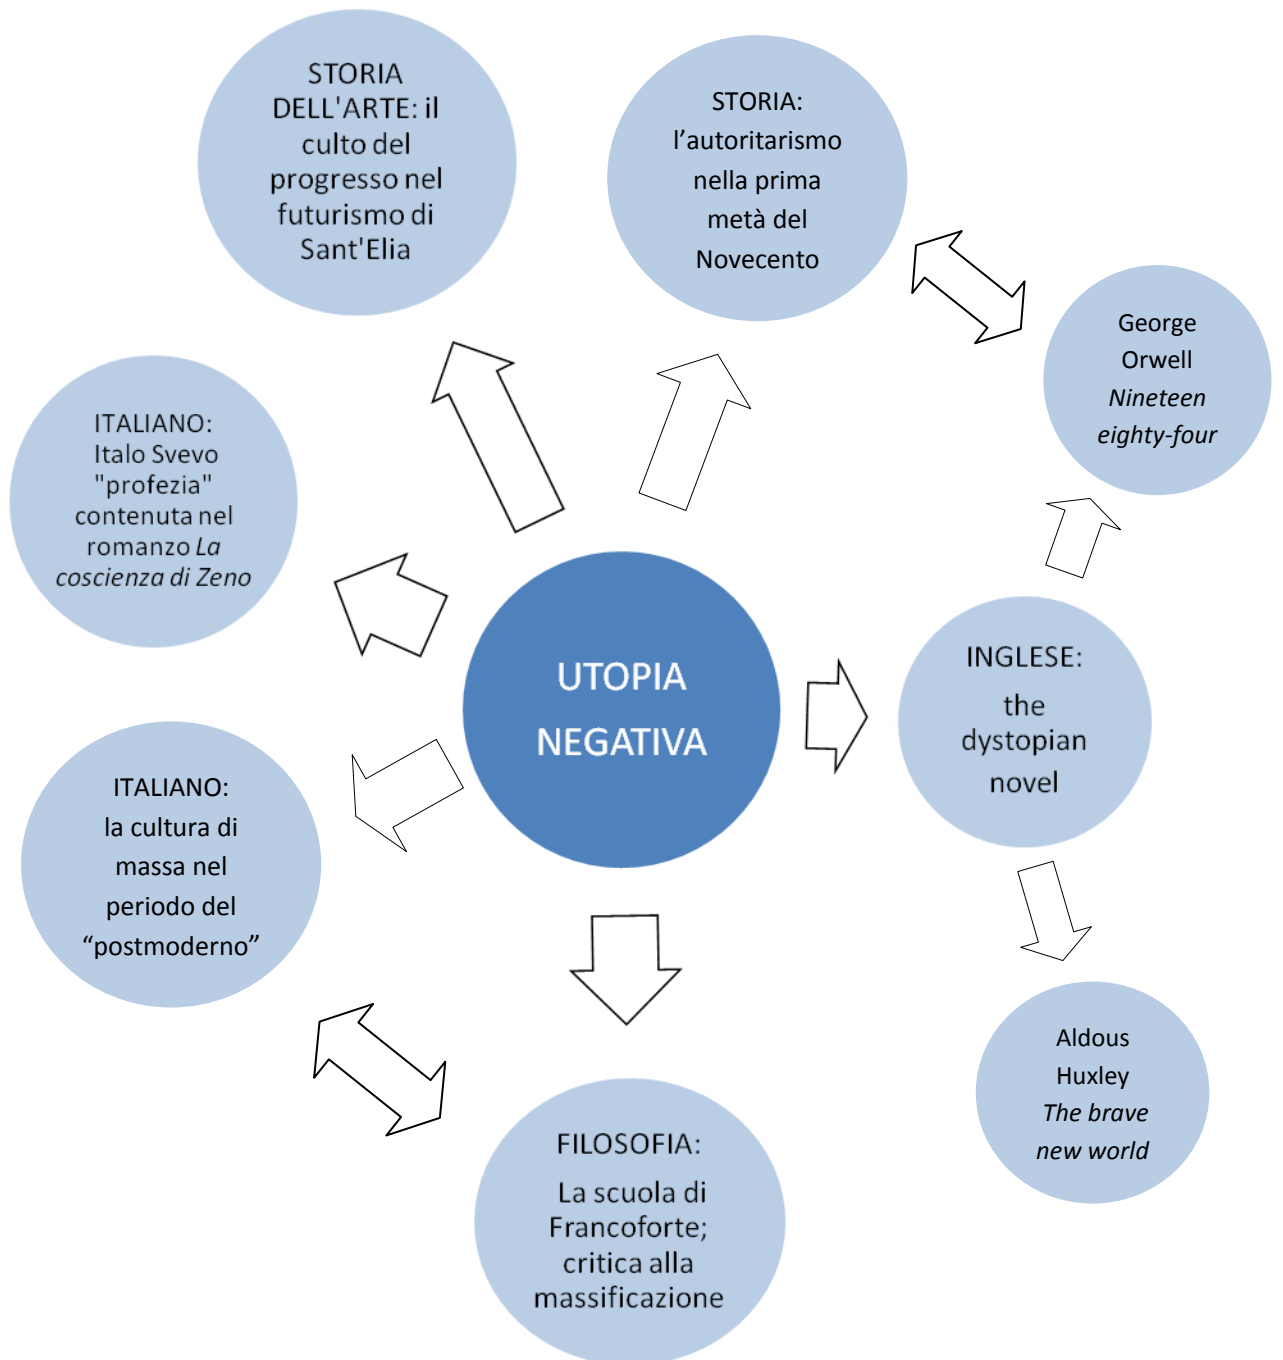 STORIA
DELL'ARTE: il
culto del
progresso nel
futurismo di
Sant'Elia
STORIA:
l’autoritarismo
nella prima
metà del
Novecento
George
Orwell
Nineteen
eighty-four
ITALIANO:
Italo Svevo
"profezia"
contenuta nel
romanzo La
coscienza di Zeno
UTOPIA
NEGATIVA
INGLESE:
the
dystopian
novel
ITALIANO:
la cultura di
massa nel
periodo del
“postmoderno”
Aldous
Huxley
The brave
new world
FILOSOFIA:
La scuola di
Francoforte;
critica alla
massificazione